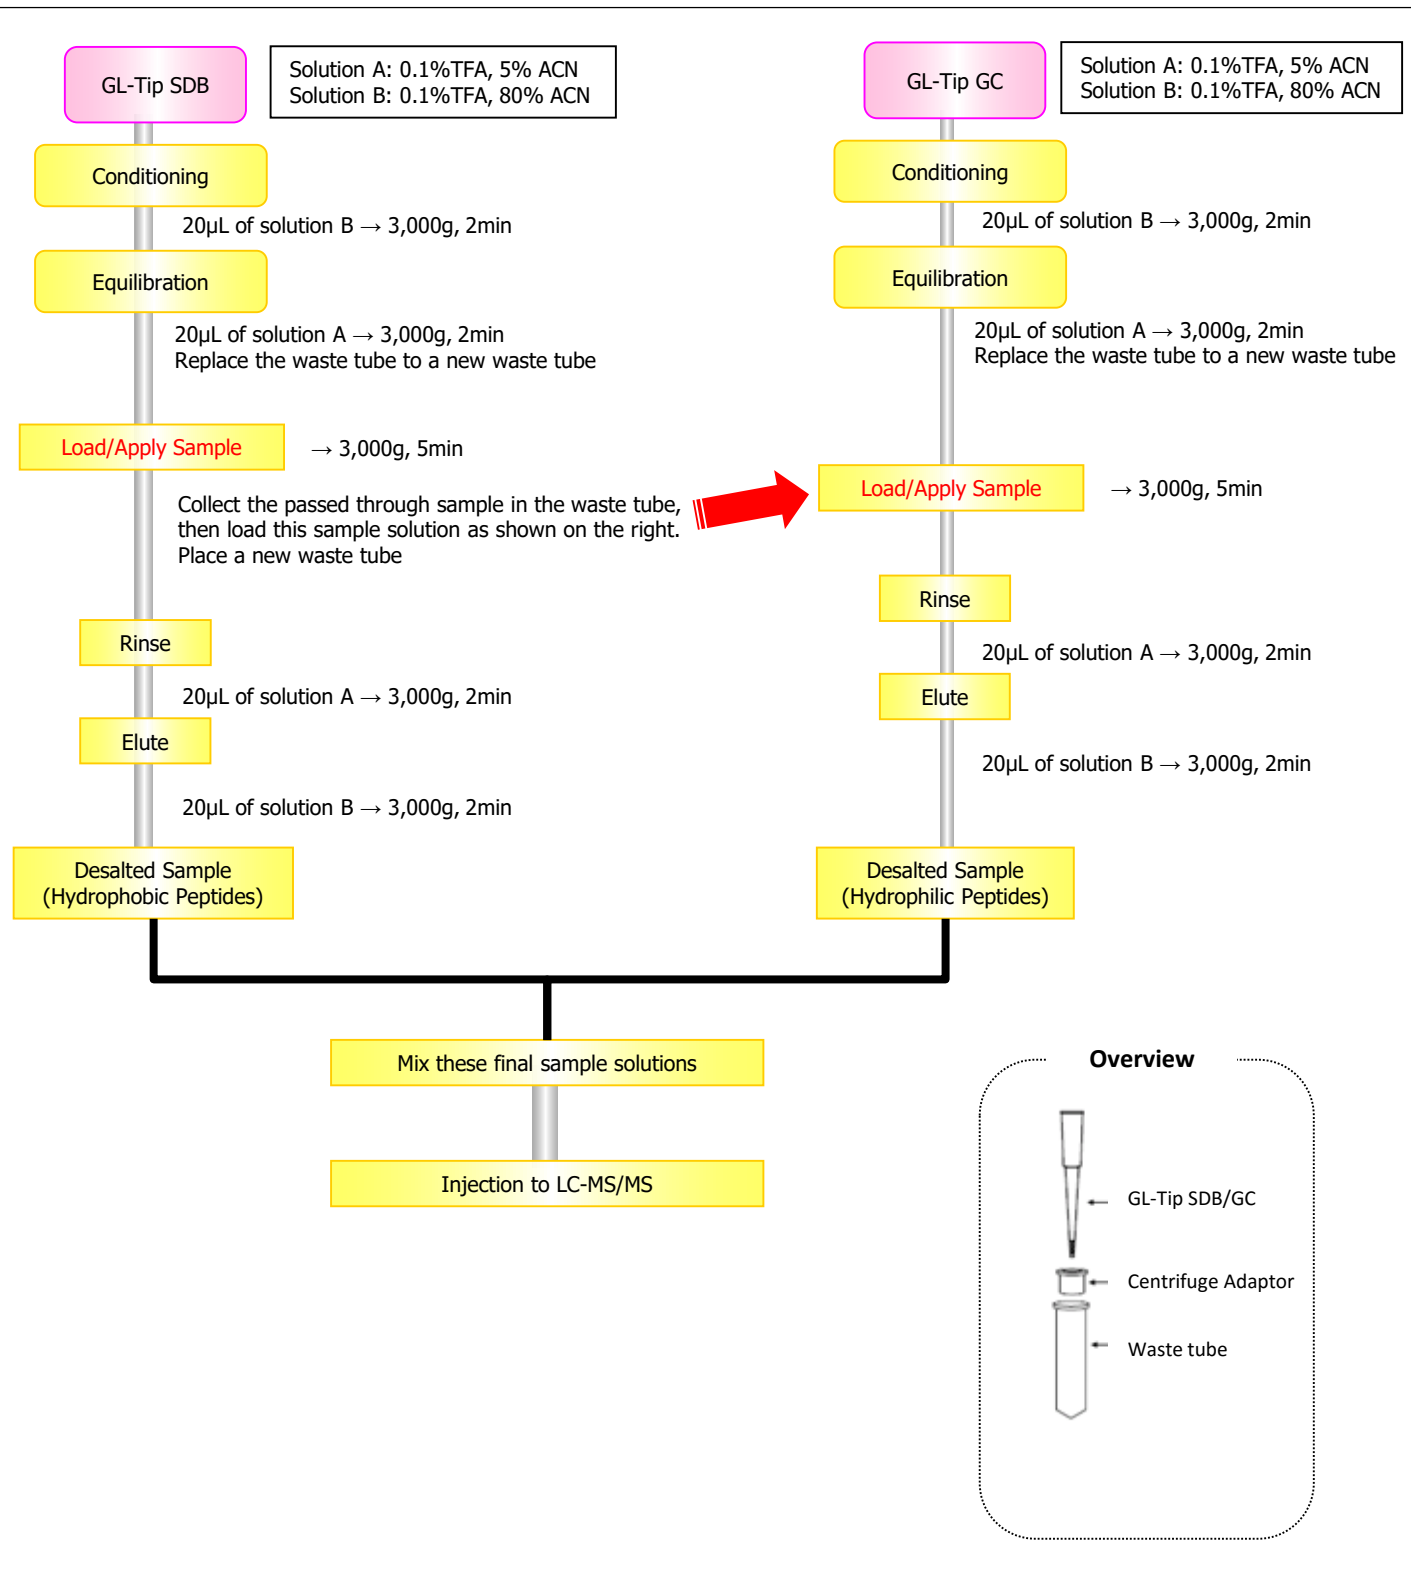 GL-Tip SDB
Solution A: 0.1%TFA, 5% ACN
Solution B: 0.1%TFA, 80% ACN
Conditioning
20µL of solution B → 3,000g, 2min
Equilibration
20µL of solution A → 3,000g, 2min
Replace the waste tube to a new waste tube
Load/Apply Sample
→ 3,000g, 5min
Collect the passed through sample in the waste tube,
then load this sample solution as shown on the right.
Place a new waste tube
Rinse
20µL of solution A → 3,000g, 2min
Elute
20µL of solution B → 3,000g, 2min
Desalted Sample
(Hydrophobic Peptides)
GL-Tip GC
Solution A: 0.1%TFA, 5% ACN
Solution B: 0.1%TFA, 80% ACN
Conditioning
20µL of solution B → 3,000g, 2min
Equilibration
20µL of solution A → 3,000g, 2min
Replace the waste tube to a new waste tube
Load/Apply Sample
→ 3,000g, 5min
Rinse
20µL of solution A → 3,000g, 2min
Elute
20µL of solution B → 3,000g, 2min
Desalted Sample
(Hydrophilic Peptides)
Mix these final sample solutions
Injection to LC-MS/MS
Overview
GL-Tip SDB/GC
Centrifuge Adaptor
Waste tube